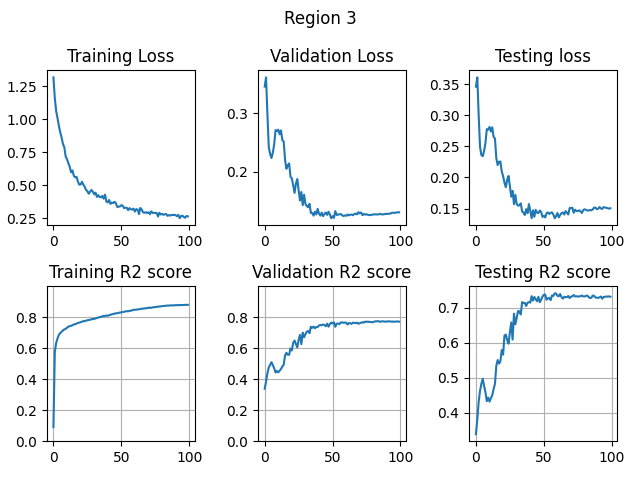 Region 3
Training Loss
Validation Loss
Testing loss
1.25
1.00
0.75
0.50
0.25
0 50 100
0.3
0.2
0 50 100
0.35
0.30
0.25
0.20
0.15
0 50 100
Training R2 score
Validation R2 score
Testing R2 score
0.8
0.6
0.4
0.2
0.0
0 50 100
0.8
0.6
0.4
0.2
0.0
0 50 100
0.7
0.6
0.5
0.4
0 50 100